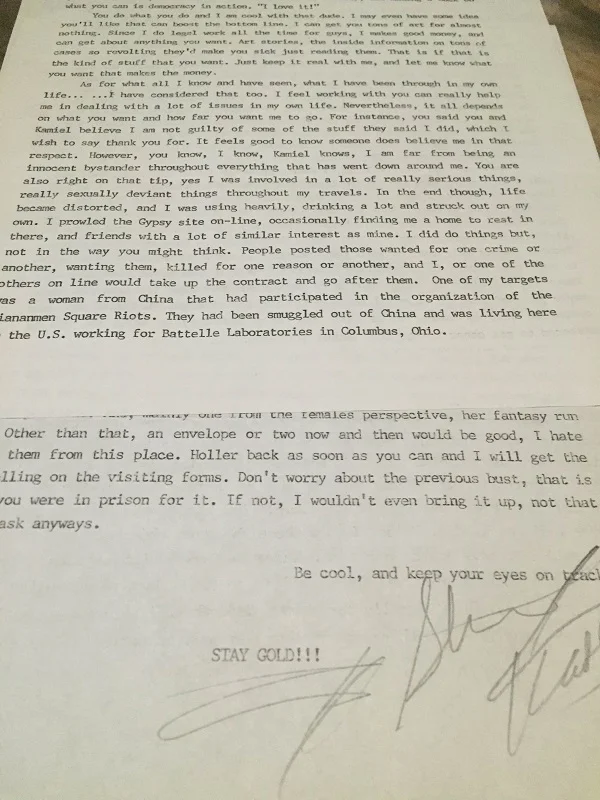 what you can is democracy in action. "I love it!"
You do what you do and I am cool with that dude. I may even have some idea
you'll like that can boost the bottom line. I can get you tons of art for almost
nothing. Since I do legel work all the time for guys, I makes good money, and
can get about anything you want. Art stories, the inside information on tons of
cases so revolting they'd make you sick just reading them. That is if that is
the kind of stuff that you want. Just keep it real with me, and let me know what
you want that makes the money.
As for what all I know and have seen, what I have been through in my own
life... ...I have considered that too. I feel working with you can really help
me in dealing with a lot of issues in my own life. Nevertheless, it all depends
on what you want and how far you want me to go. For instance, you said you and
Kamiel believe I am not guilty of some of the stuff they said I did, which I
wish to say thank you for. It feels good to know someone does believe me in that
respect. However, you know, I know, Kamiel knows, I am far from being an
innocent bystander throughout everything that has went down around me. You are
also right on that tip, yes I was involved in a lot of really serious things,
really sexually deviant things throughout my travels. In the end though, life
became distorted, and I was using heavily, drinking a lot and struck out on my
own. I prowled the Gypsy site on-line, occasionally finding me a home to rest in
there, and friends with a lot of similar interest as mine. I did do things but,
not in the way you might think. People posted those wanted for one crime or
another, wanting them, killed for one reason or another, and I, or one of the
others on line would take up the contract and go after them. One of my targets
was a woman from China that had participated in the organization of the
iananmen Square Riots. They had been smuggled out of China and was living here
the U.S. working for Battelle Laboratories in Columbus, Ohio.
one from the females perspective, her fantasy run
Other than that, an envelope or two now and then would be good, I hate
them from this place. Holler back as soon as you can and I will get the
lling on the visiting forms. Don't worry about the previous bust, that is
you were in prison for it. If not, I wouldn't even bring it up, not that
ask anyways.
Be cool, and keep your eyes on track
STAY GOLD!!!